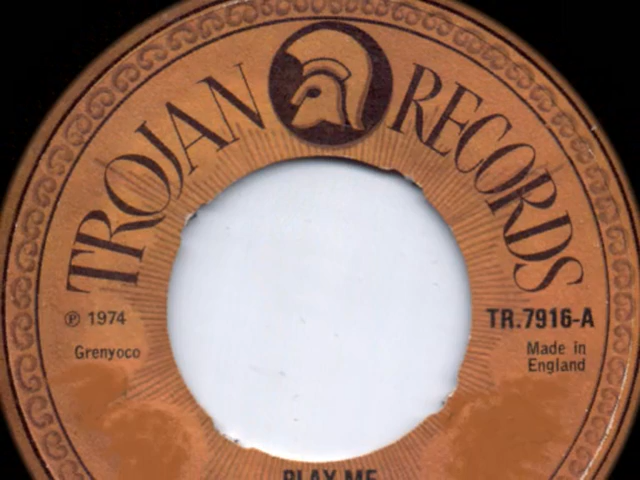 TROJAN RECORDS
℗ 1974
Grenyoco
TR.7916-A
Made in
England
PLAY ME